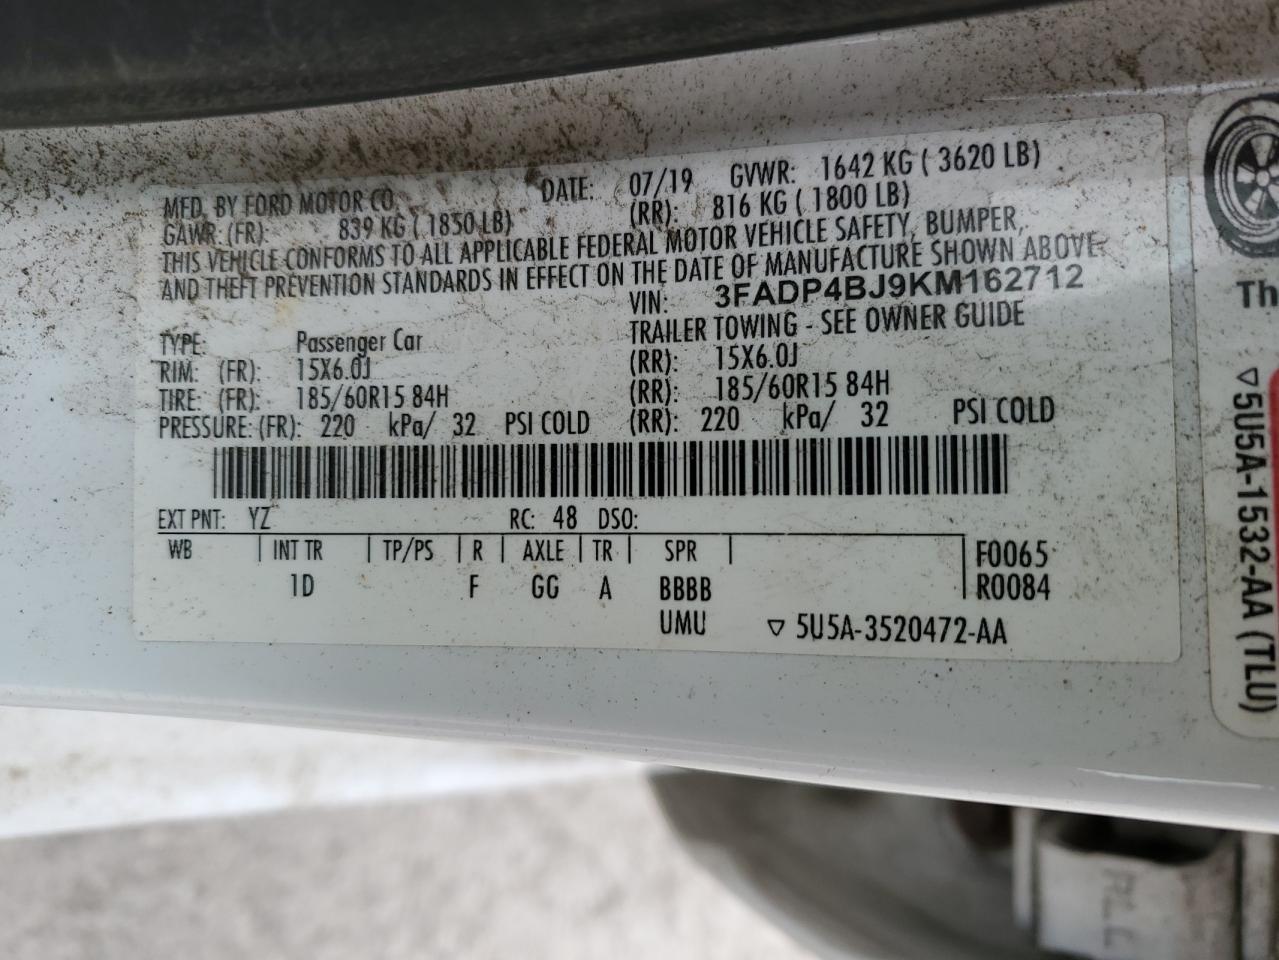 MFD. BY FORD MOTOR CO. DATE: 07/19 GVWR: 1642 KG ( 3620 LB)
GAWR: (FR): 839 KG ( 1850 LB) (RR): 816 KG ( 1800 LB)
THIS VEHICLE CONFORMS TO ALL APPLICABLE FEDERAL MOTOR VEHICLE SAFETY, BUMPER,
AND THEFT PREVENTION STANDARDS IN EFFECT ON THE DATE OF MANUFACTURE SHOWN ABOVE.
VIN: 3FADP4BJ9KM162712
TYPE: Passenger Car TRAILER TOWING - SEE OWNER GUIDE
RIM: (FR): 15X6.0J (RR): 15X6.0J
TIRE: (FR): 185/60R15 84H (RR): 185/60R15 84H
PRESSURE: (FR): 220 kPa/ 32 PSI COLD (RR): 220 kPa/ 32 PSI COLD
EXT PNT: YZ RC: 48 DSO:
WB | INT TR | TP/PS | R | AXLE | TR | SPR | F0065
1D F GG A BBBB R0084
UMU ▽ 5U5A-3520472-AA
Th
▽5U5A-1532-AA (TLU)